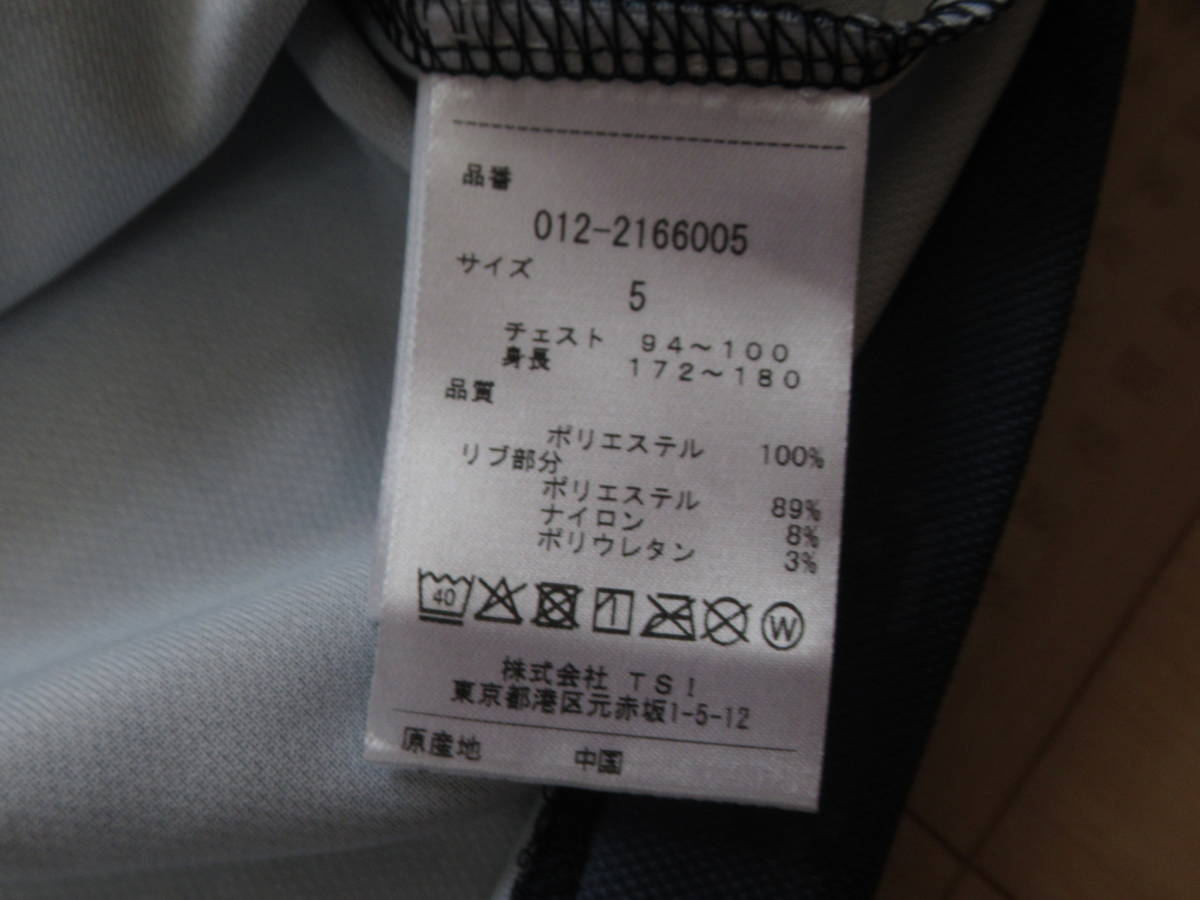 品番
012-2166005
サイズ
5
チェスト 94～100
身長 172～180
品質
ポリエステル 100%
リブ部分
ポリエステル 89%
ナイロン 8%
ポリウレタン 3%
40
W
株式会社 TSI
東京都港区元赤坂1-5-12
原産地 中国